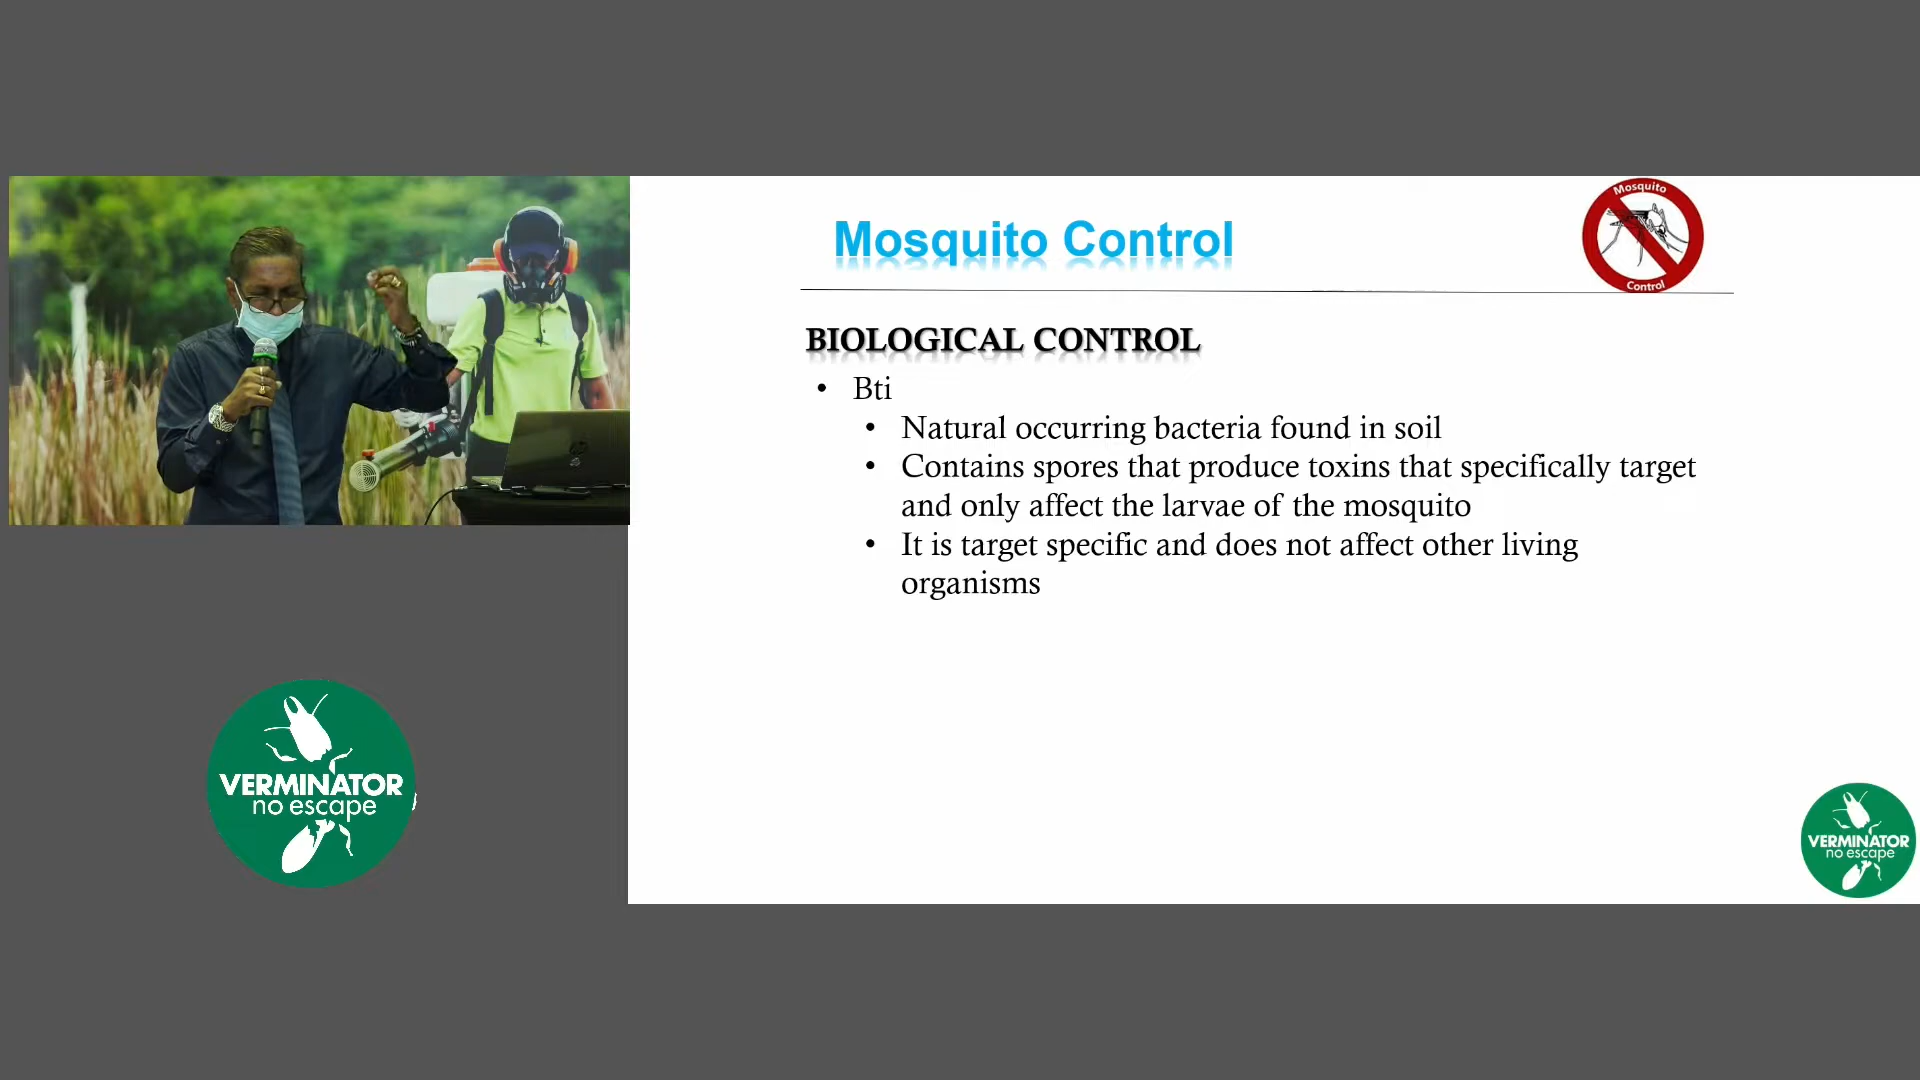 Mosquito Control
Mosquito
Control
BIOLOGICAL CONTROL
• Bti
• Natural occurring bacteria found in soil
• Contains spores that produce toxins that specifically target
and only affect the larvae of the mosquito
• It is target specific and does not affect other living
organisms
VERMINATOR
no escape
VERMINATOR
no escape